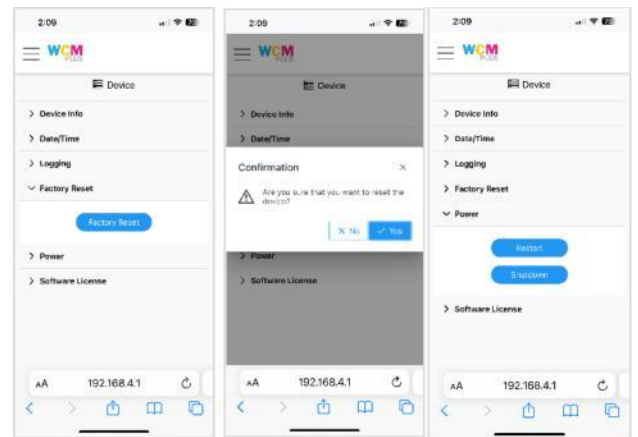 2:09
WCM
PLUS
Device
Device Info
Date/Time
Logging
Factory Reset
Factory Reset
Power
Software License
AA 192.168.4.1
2:09
WCM
PLUS
Device
Device Info
Date/Time
Confirmation
Are you sure that you want to reset the
device?
No Yes
Power
Software License
AA 192.168.4.1
2:09
WCM
PLUS
Device
Device Info
Date/Time
Logging
Factory Reset
Power
Restart
Shutdown
Software License
AA 192.168.4.1